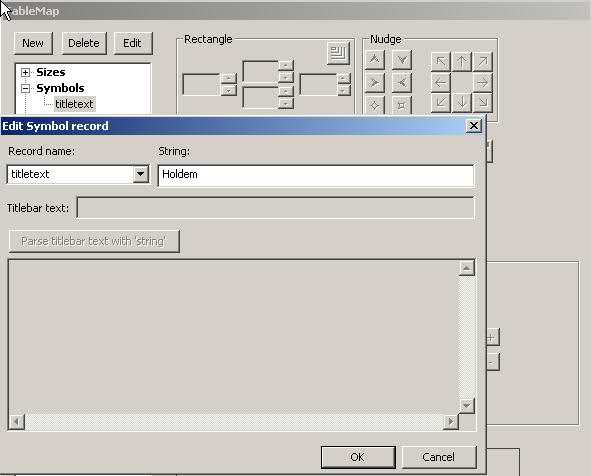 TableMap
New Delete Edit
Rectangle
Nudge
Sizes
Symbols
titletext
Edit Symbol record
Record name: String:
titletext Holdem
Titlebar text:
Parse titlebar text with 'string'
+
-
OK Cancel